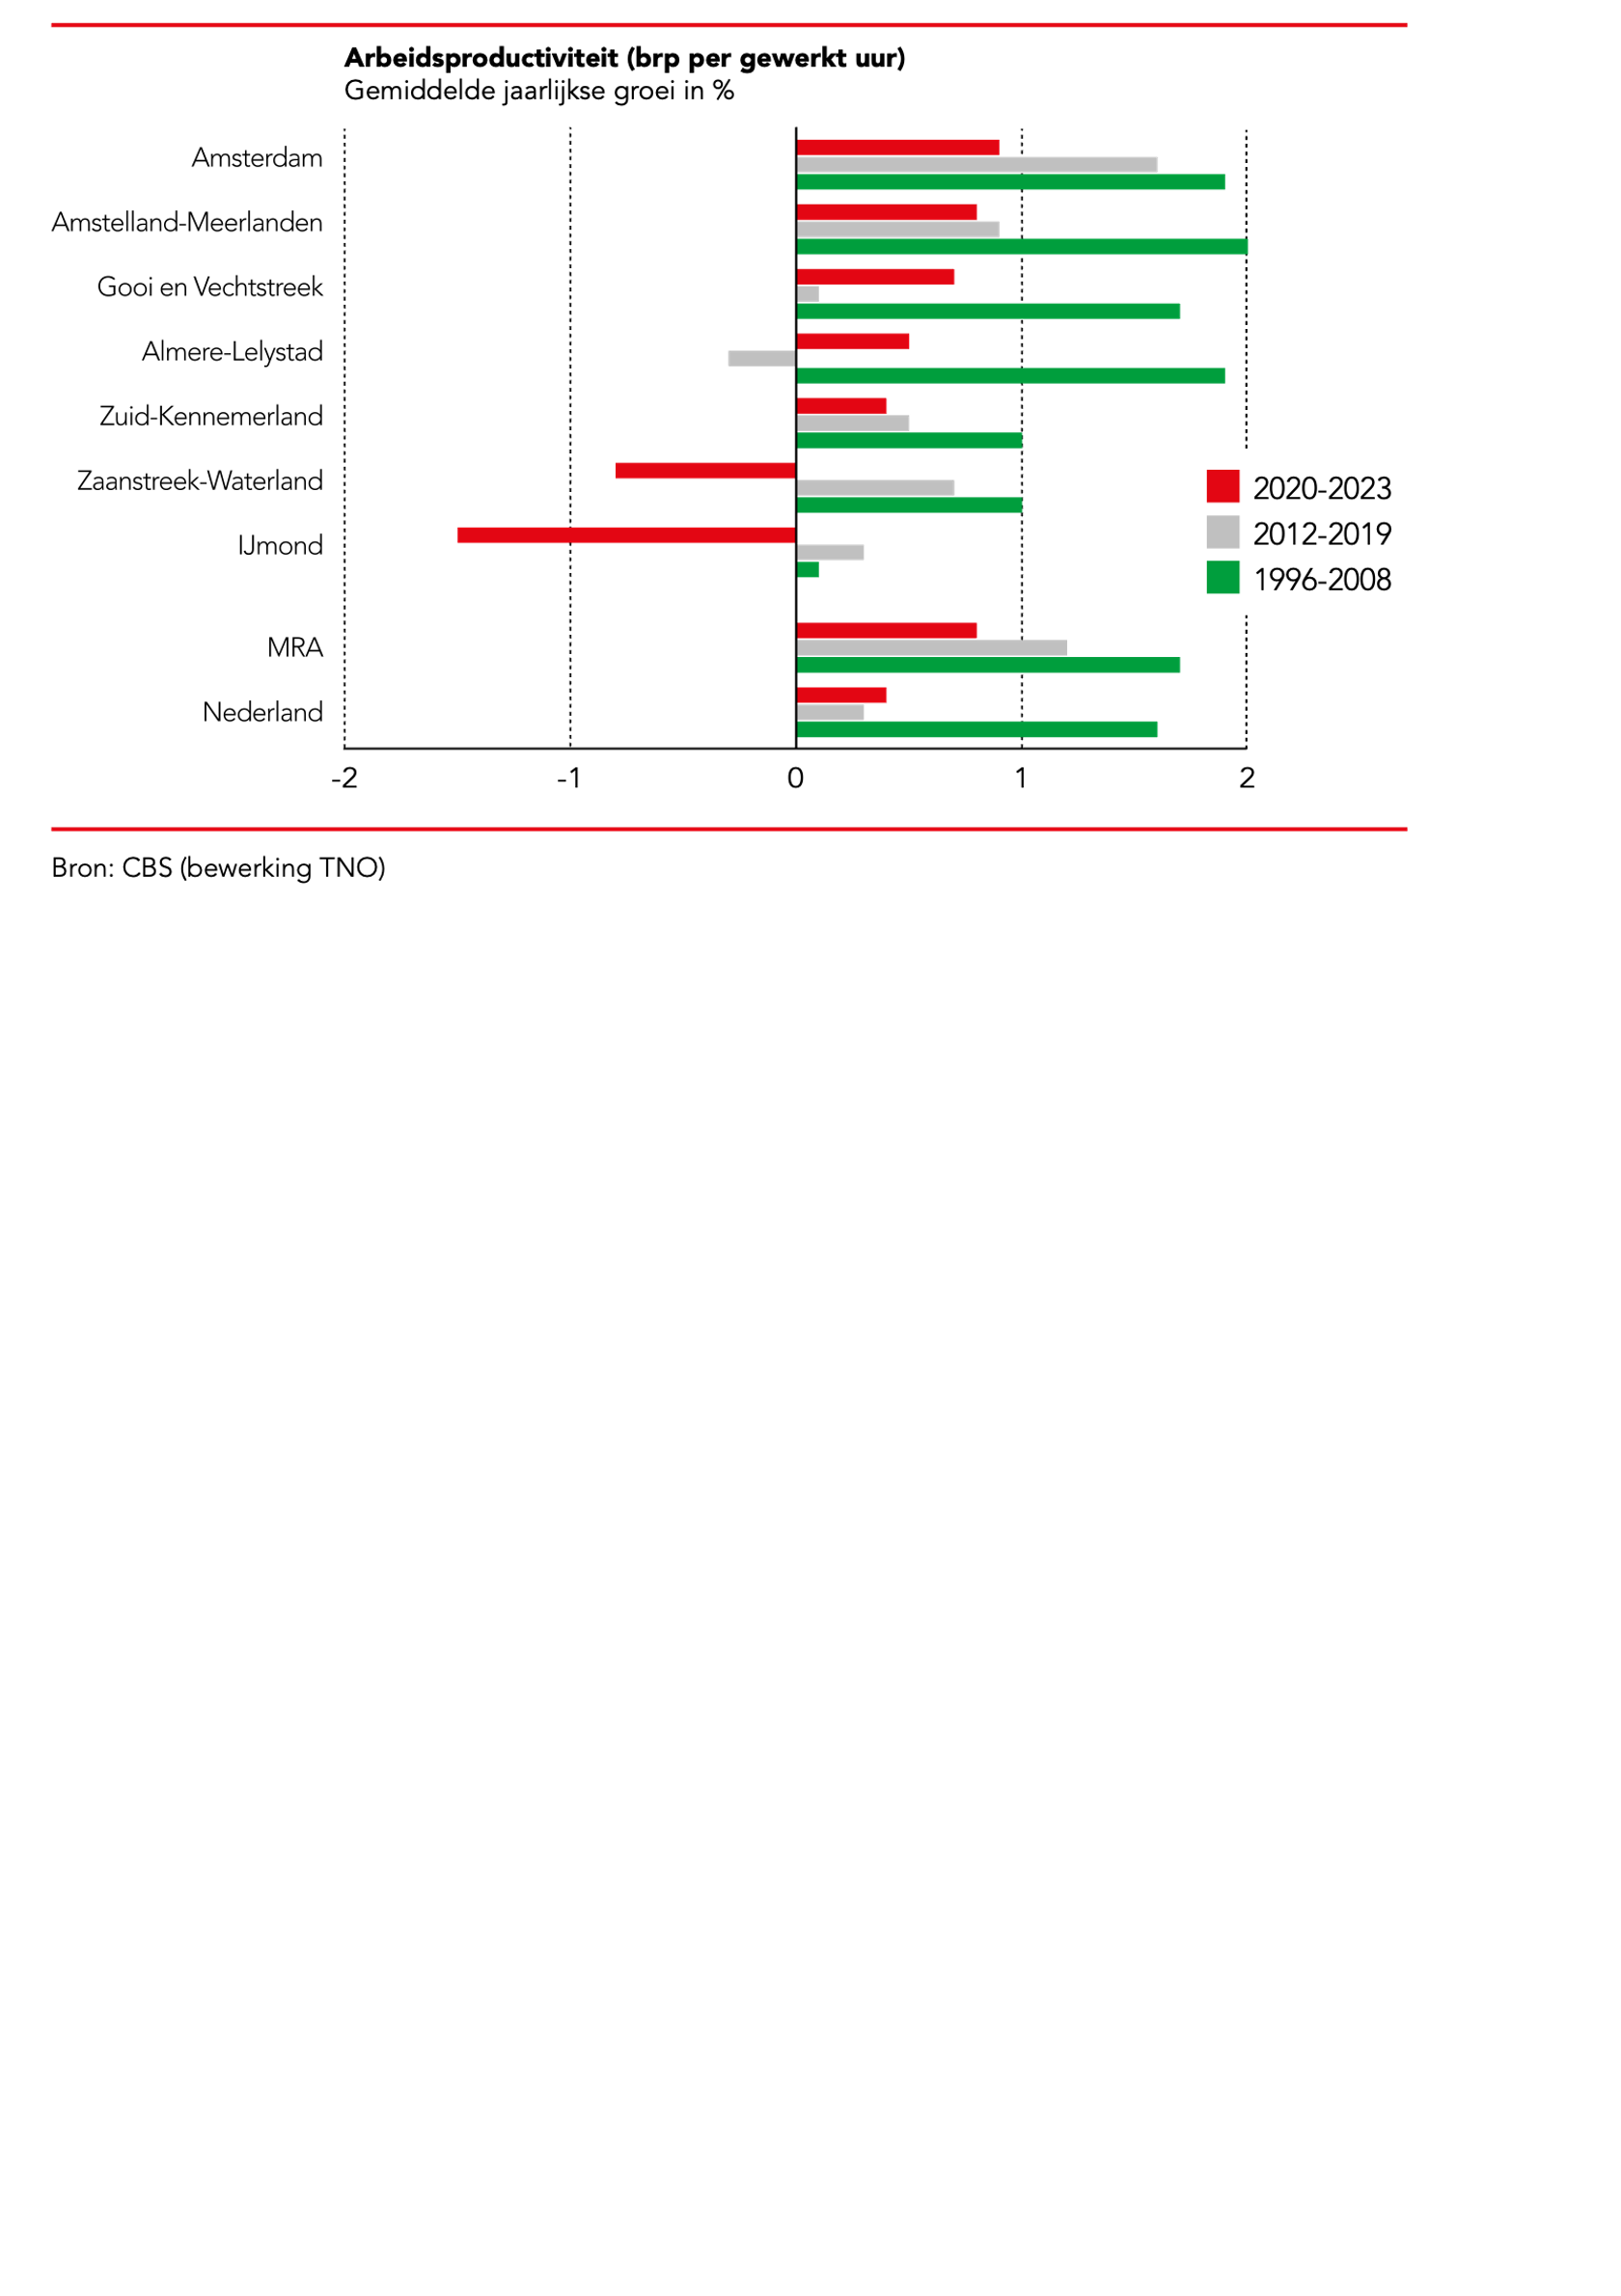 Arbeidsproductiviteit (brp per gewerkt uur)
Gemiddelde jaarlijkse groei in %
Amsterdam
Amstelland-Meerlanden
Gooi en Vechtstreek
Almere-Lelystad
Zuid-Kennemerland
Zaanstreek-Waterland
IJmond
MRA
Nederland
2020-2023
2012-2019
1996-2008
-2 -1 0 1 2
Bron: CBS (bewerking TNO)